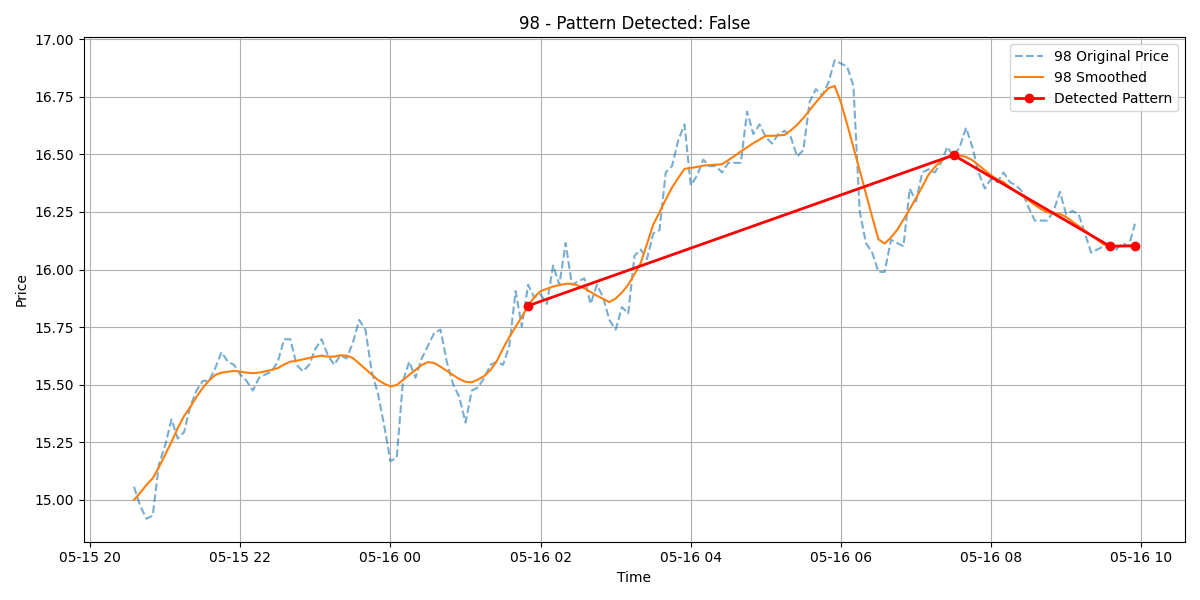 98 - Pattern Detected: False
98 Original Price
98 Smoothed
Detected Pattern
Price
17.00
16.75
16.50
16.25
16.00
15.75
15.50
15.25
15.00
05-15 20 05-15 22 05-16 00 05-16 02 05-16 04 05-16 06 05-16 08 05-16 10
Time